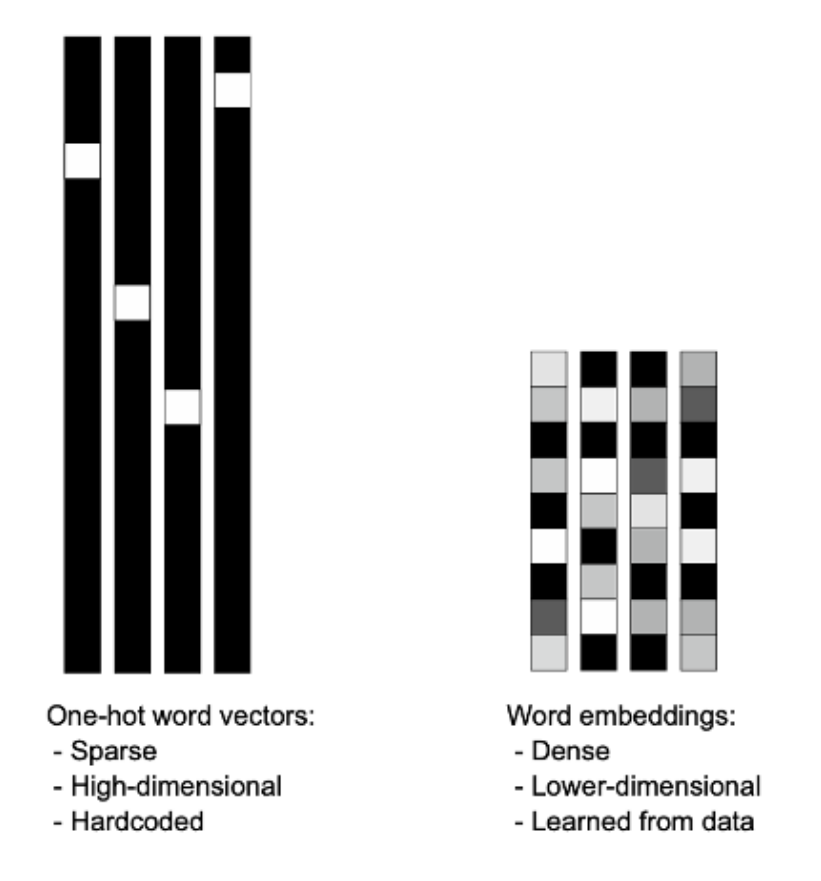 One-hot word vectors:
- Sparse
- High-dimensional
- Hardcoded
Word embeddings:
- Dense
- Lower-dimensional
- Learned from data